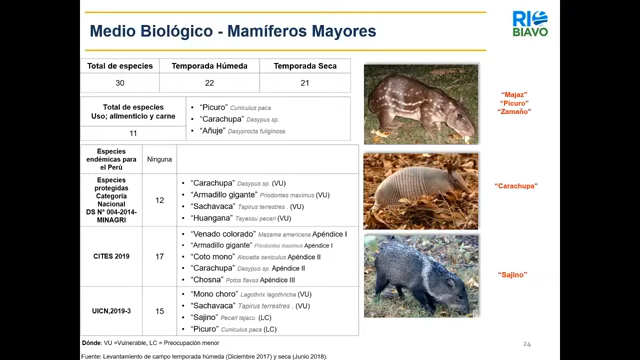 Medio Biológico - Mamíferos Mayores
RIO
BIAVO
Total de especies Temporada Húmeda Temporada Seca
30 22 21
Total de especies
Uso; alimenticio y carne
11
• “Picuro” Cuniculus paca
• “Carachupa” Dasypus sp.
• “Añuje” Dasyprocta fuliginosa
Especies
endémicas para
el Perú
Ninguna
Especies
protegidas
Categoría
Nacional
DS N° 004-2014-
MINAGRI
12
• “Carachupa” Dasypus sp. (VU)
• “Armadillo gigante” Priodontes maximus (VU)
• “Sachavaca” Tapirus terrestres . (VU)
• “Huangana” Tayassu pecari (VU)
CITES 2019
17
• “Venado colorado” Mazama americana Apéndice I
• “Armadillo gigante” Priodontes maximus Apéndice I
• “Coto mono” Alouatta seniculus Apéndice II
• “Carachupa” Dasypus sp. Apéndice II
• “Chosna” Potos flavus Apéndice III
UICN,2019-3
15
• “Mono choro” Lagothrix lagothricha (VU)
• “Sachavaca” Tapirus terrestres . (VU)
• “Sajino” Pecari tajacu (LC)
• “Picuro” Cuniculus paca (LC)
“Majaz”
“Picuro”
“Zamaño”
“Carachupa”
“Sajino”
Dónde: VU =Vulnerable, LC = Preocupación menor
24
Fuente: Levantamiento de campo temporada húmeda (Diciembre 2017) y seca (Junio 2018).